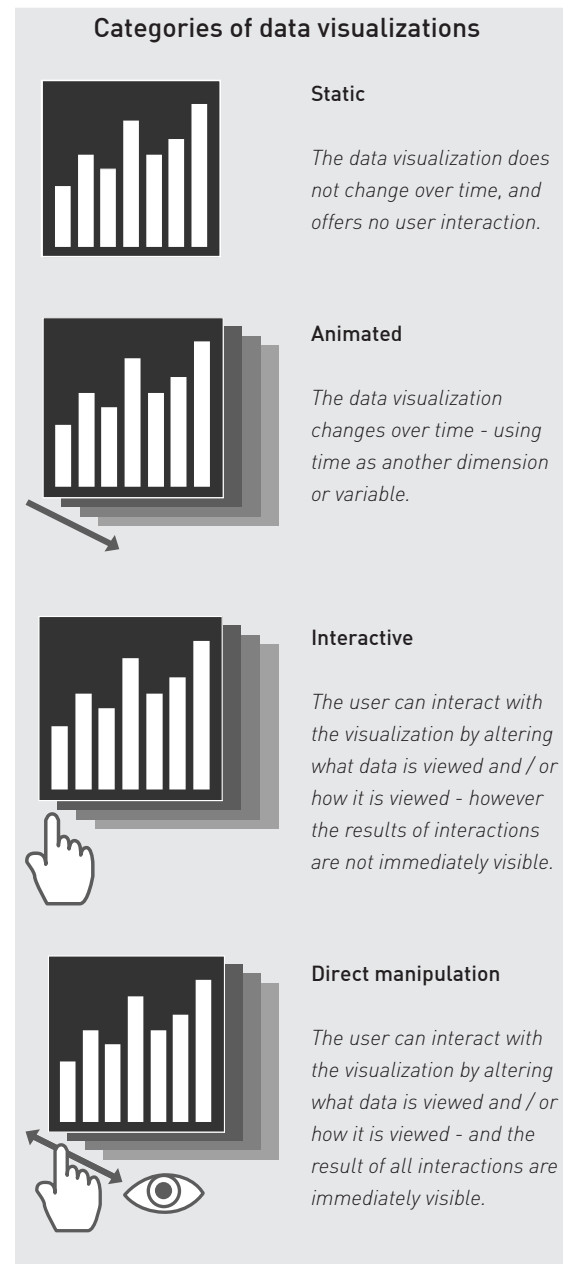 Categories of data visualizations
Static
The data visualization does
not change over time, and
offers no user interaction.
Animated
The data visualization
changes over time - using
time as another dimension
or variable.
Interactive
The user can interact with
the visualization by altering
what data is viewed and / or
how it is viewed - however
the results of interactions
are not immediately visible.
Direct manipulation
The user can interact with
the visualization by altering
what data is viewed and / or
how it is viewed - and the
result of all interactions are
immediately visible.